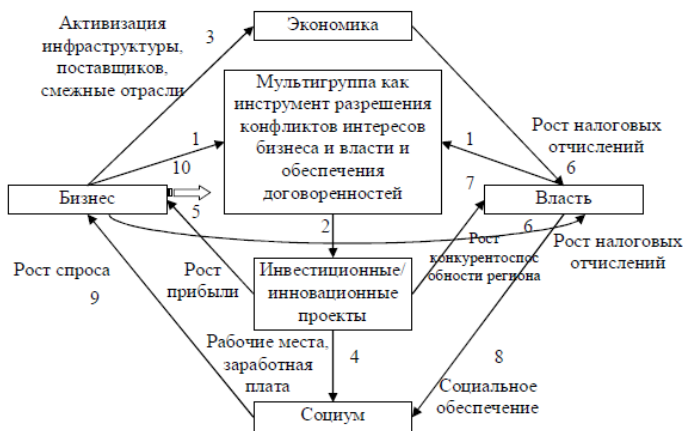 Активизация
инфраструктуры,
поставщиков,
смежные отрасли
3
Экономика
Мультигруппа как
инструмент разрешения
конфликтов интересов
бизнеса и власти и
обеспечения
договоренностей
1
10
1
Рост налоговых
отчислений
6
Бизнес
5
7
Власть
2
6
Рост налоговых
отчислений
Рост спроса
9
Рост
прибыли
Инвестиционные/
инновационные
проекты
Рост
конкурентоспос
обности региона
Рабочие места,
заработная
плата
4
8
Социальное
обеспечение
Социум